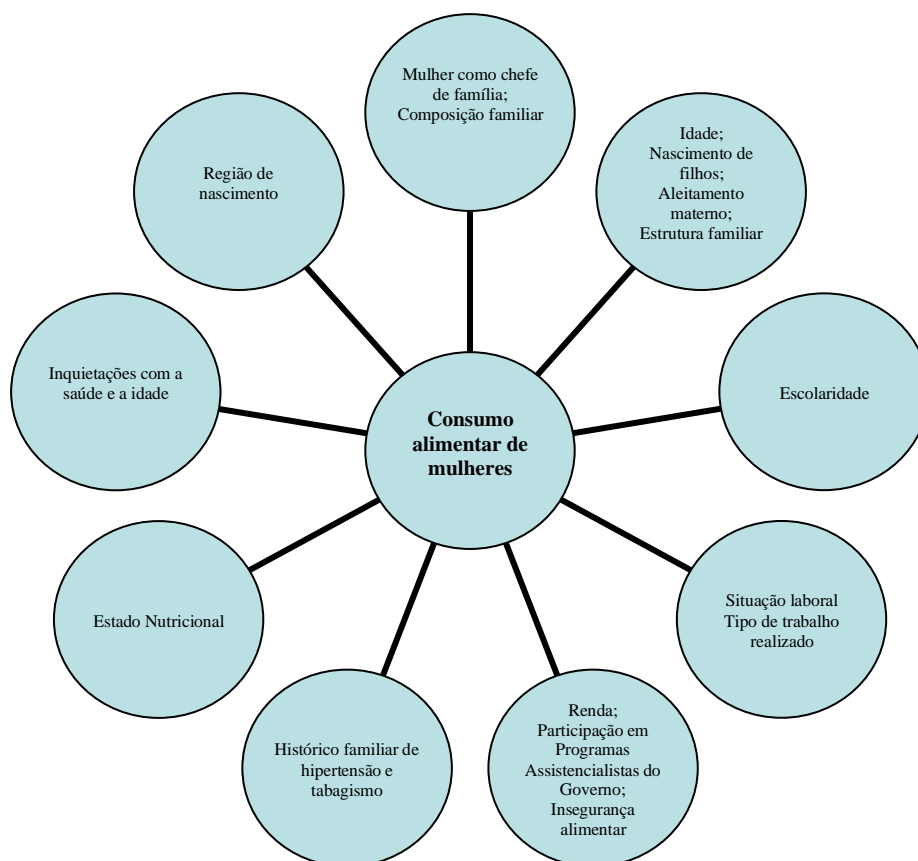 Mulher como chefe
de família;
Composição familiar
Idade;
Nascimento de
filhos;
Aleitamento
materno;
Estrutura familiar
Região de
nascimento
Inquietações com a
saúde e a idade
Escolaridade
Consumo
alimentar de
mulheres
Estado Nutricional
Situação laboral
Tipo de trabalho
realizado
Histórico familiar de
hipertensão e
tabagismo
Renda;
Participação em
Programas
Assistencialistas do
Governo;
Insegurança
alimentar